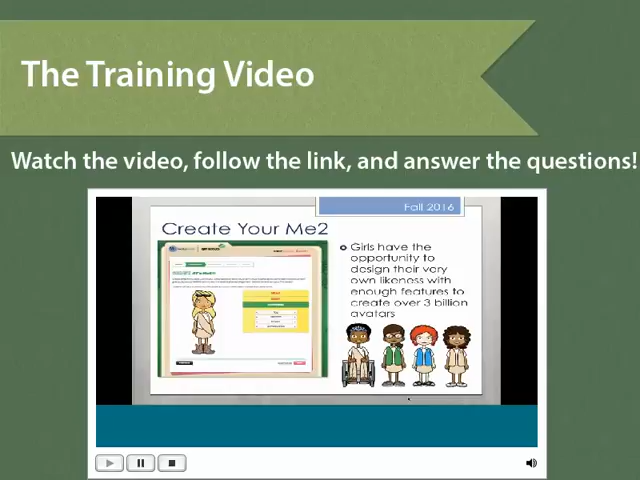 The Training Video
Watch the video, follow the link, and answer the questions!
Fall 2016
Create Your Me2
Girls have the
opportunity to
design their very
own likeness with
enough features to
create over 3 billion
avatars